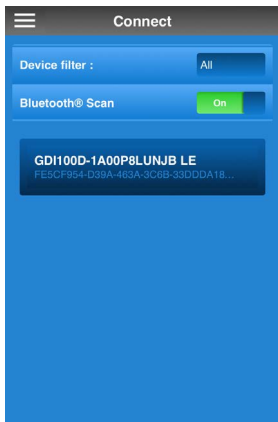 Connect
Device filter : All
Bluetooth® Scan On
GDI100D-1A00P8LUNJB LE
FE5CF954-D39A-463A-3C6B-33DDDA18...